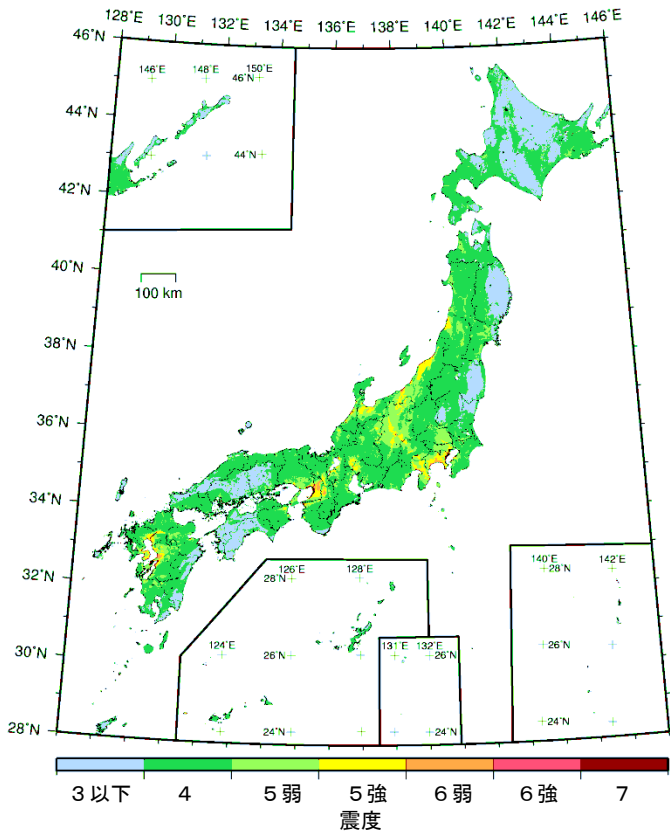 128°E 130°E 132°E 134°E 136°E 138°E 140°E 142°E 144°E 146°E
46°N
146°E 148°E 150°E
46°N
44°N
44°N
42°N
40°N
100 km
38°N
36°N
34°N
32°N
126°E 128°E
28°N
140°E 142°E
28°N
30°N
124°E
26°N
131°E 132°E
26°N
26°N
28°N
24°N
24°N
24°N
3以下 4 5弱 5強 6弱 6強 7
震度